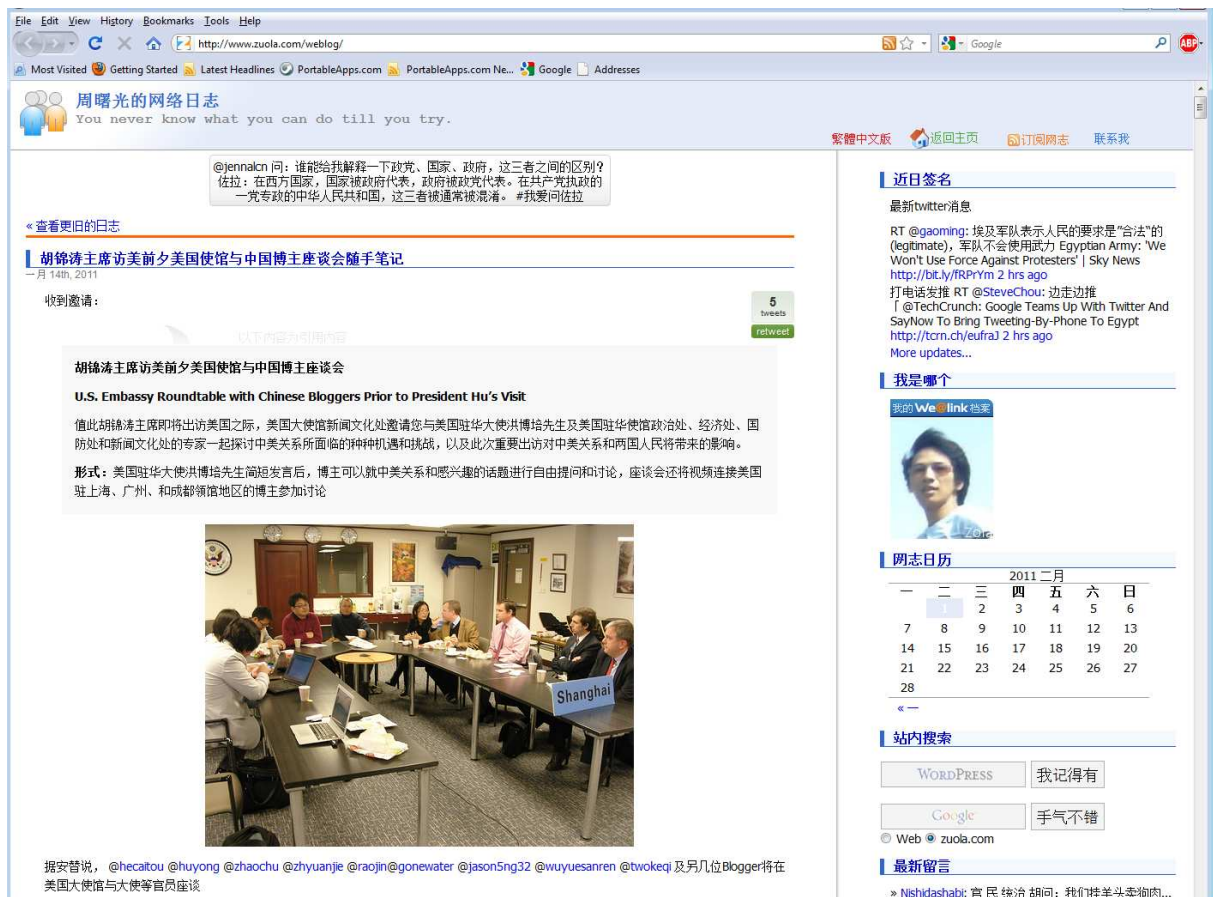 File Edit View History Bookmarks Tools Help
http://www.zuola.com/weblog/
Google
ABP
Most Visited Getting Started Latest Headlines PortableApps.com PortableApps.com Ne... Google Addresses
周曙光的网络日志
You never know what you can do till you try.
繁體中文版 返回主页 订阅网志 联系我
@jennalcn 问：谁能给我解释一下政党、国家、政府，这三者之间的区别?
佐拉：在西方国家，国家被政府代表，政府被政党代表。在共产党执政的
一党专政的中华人民共和国，这三者被通常被混淆。 #我爱问佐拉
« 查看更旧的日志
胡锦涛主席访美前夕美国使馆与中国博主座谈会随手笔记
一月 14th, 2011
收到邀请：
5
tweets
retweet
以下内容为引用内容
胡锦涛主席访美前夕美国使馆与中国博主座谈会
U.S. Embassy Roundtable with Chinese Bloggers Prior to President Hu's Visit
值此胡锦涛主席即将出访美国之际，美国大使馆新闻文化处邀请您与美国驻华大使洪博培先生及美国驻华使馆政治处、经济处、国
防处和新闻文化处的专家一起探讨中美关系所面临的种种机遇和挑战，以及此次重要出访对中美关系和两国人民将带来的影响。
形式：美国驻华大使洪博培先生简短发言后，博主可以就中美关系和感兴趣的话题进行自由提问和讨论，座谈会还将视频连接美国
驻上海、广州、和成都领馆地区的博主参加讨论
Shanghai
据安替说， @hecaitou @huyong @zhaochu @zhyuanjie @raojin@gonewater @jason5ng32 @wuyuesanren @twokeqi 及另几位Blogger将在
美国大使馆与大使等官员座谈
近日签名
最新twitter消息
RT @gaoming: 埃及军队表示人民的要求是"合法"的
(legitimate)，军队不会使用武力 Egyptian Army: 'We
Won't Use Force Against Protesters' | Sky News
http://bit.ly/fRPrYm 2 hrs ago
打电话发推 RT @SteveChou: 边走边推
「 @TechCrunch: Google Teams Up With Twitter And
SayNow To Bring Tweeting-By-Phone To Egypt
http://tcrn.ch/eufraJ 2 hrs ago
More updates...
我是哪个
我的 We@link 档案
Zola
网志日历
2011 二月
一 二 三 四 五 六 日
1 2 3 4 5 6
7 8 9 10 11 12 13
14 15 16 17 18 19 20
21 22 23 24 25 26 27
28
« 一
站内搜索
WORDPRESS 我记得有
Google 手气不错
Web zuola.com
最新留言
» Nishidashabi: 官 民 统治 胡问：我们挂羊头卖狗肉...